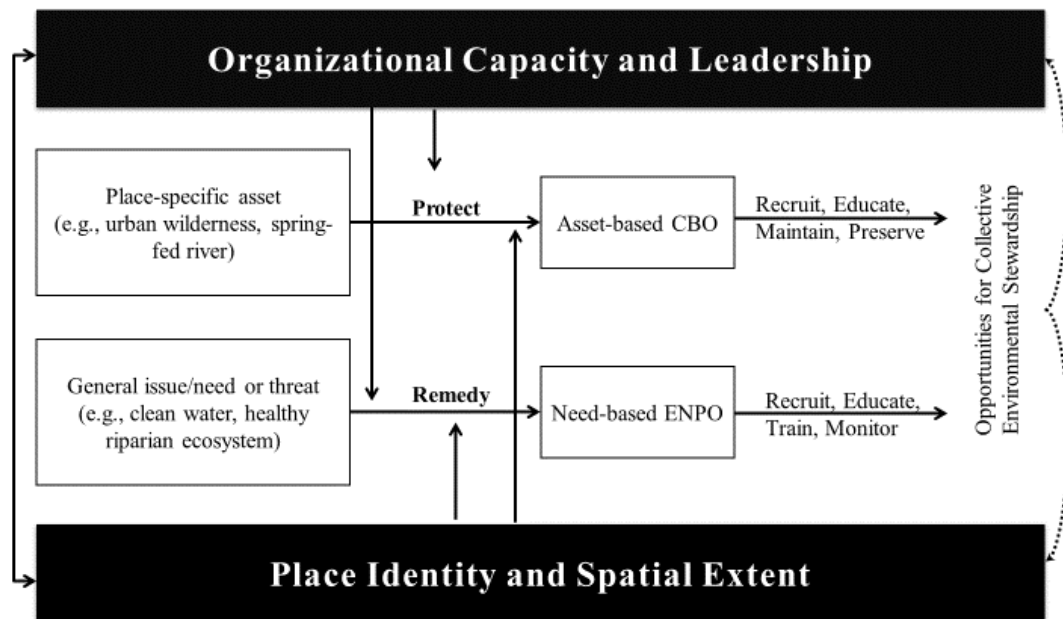 Organizational Capacity and Leadership
Place-specific asset
(e.g., urban wilderness, spring-
fed river)
Protect
Asset-based CBO
Recruit, Educate,
Maintain, Preserve
General issue/need or threat
(e.g., clean water, healthy
riparian ecosystem)
Remedy
Need-based ENPO
Recruit, Educate,
Train, Monitor
Opportunities for Collective
Environmental Stewardship
Place Identity and Spatial Extent